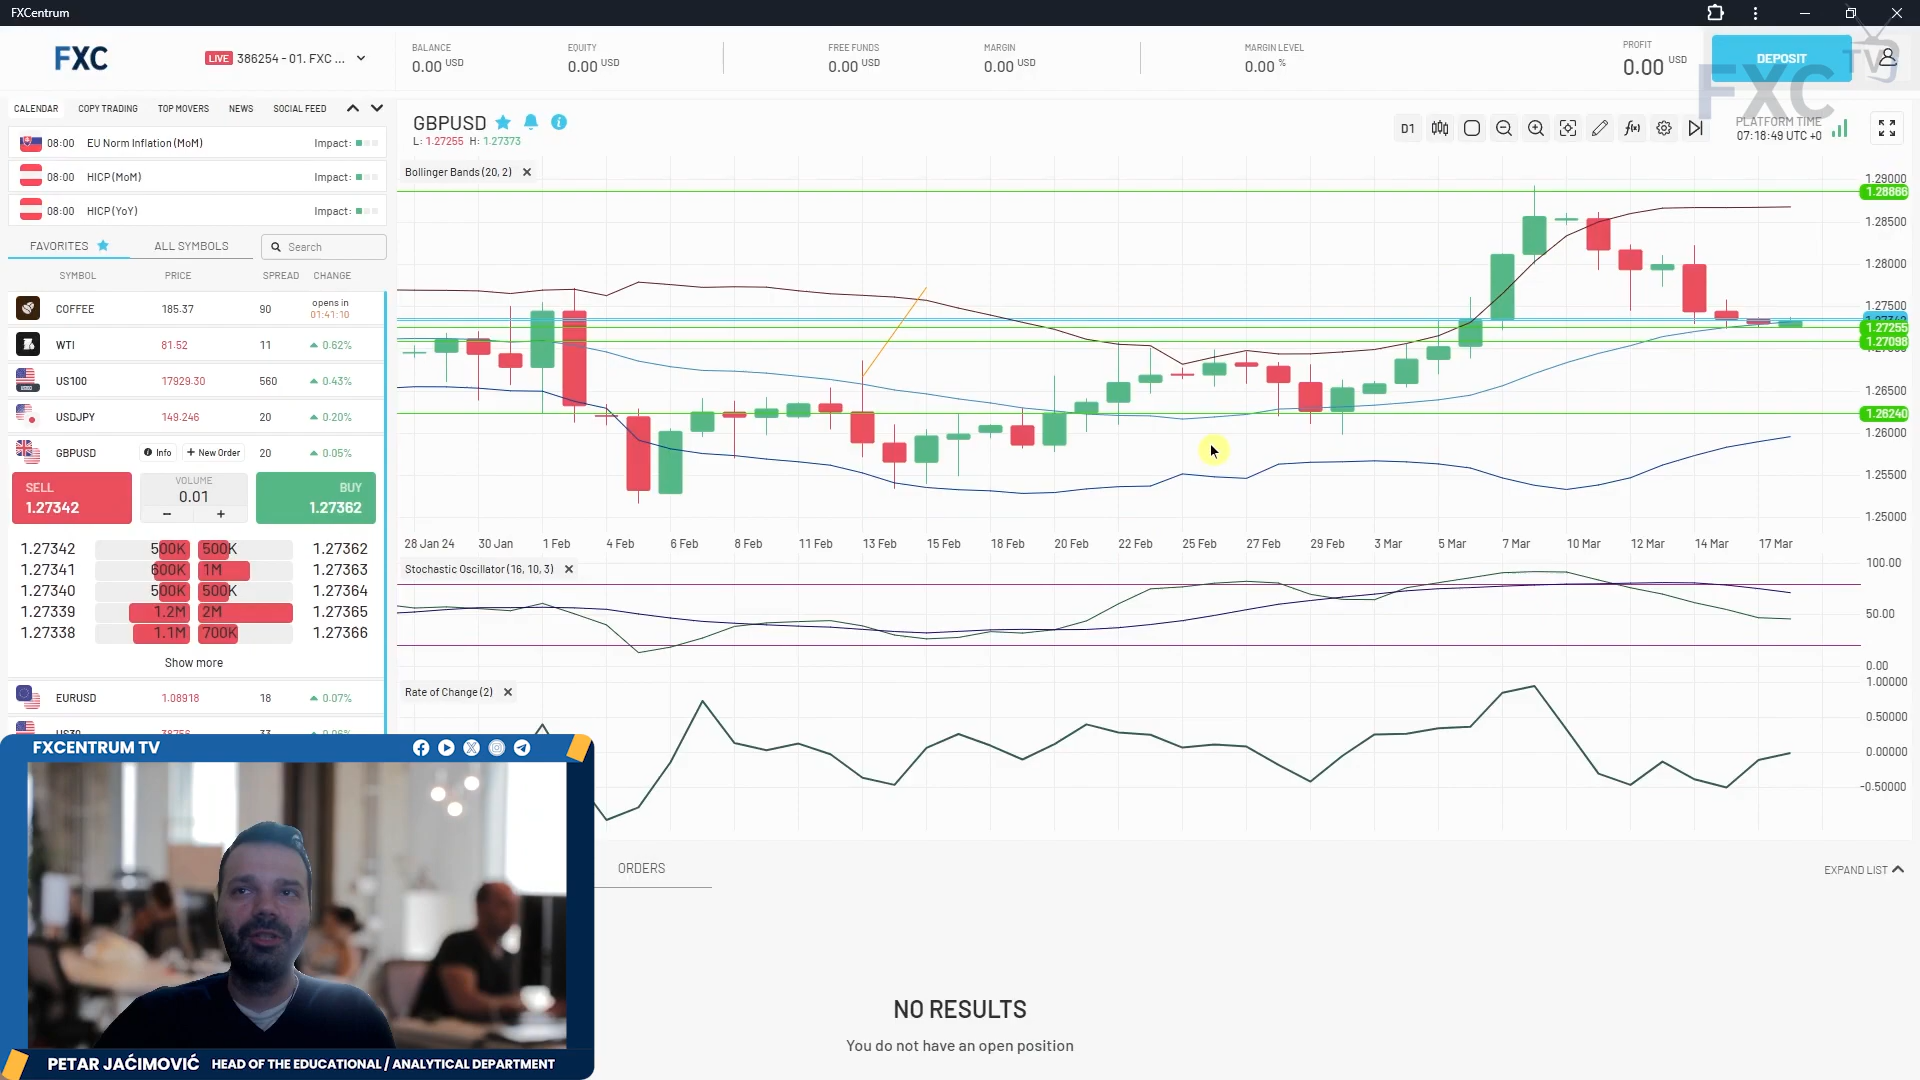 FXCentrum
FXC
LIVE 386254 - 01. FXC ...
BALANCE
0.00 USD
EQUITY
0.00 USD
FREE FUNDS
0.00 USD
MARGIN
0.00 USD
MARGIN LEVEL
0.00 %
PROFIT
0.00 USD
DEPOSIT
FXC TV
CALENDAR COPY TRADING TOP MOVERS NEWS SOCIAL FEED
08:00 EU Norm Inflation (MoM) Impact:
08:00 HICP (MoM) Impact:
08:00 HICP (YoY) Impact:
FAVORITES ALL SYMBOLS Search
SYMBOL PRICE SPREAD CHANGE
COFFEE 185.37 90 opens in
01:41:10
WTI 81.52 11 0.62%
US100 17929.30 560 0.43%
USDJPY 149.246 20 0.20%
GBPUSD Info + New Order 20 0.05%
SELL
1.27342
VOLUME
0.01
− +
BUY
1.27362
1.27342 500K 500K 1.27362
1.27341 600K 1M 1.27363
1.27340 500K 500K 1.27364
1.27339 1.2M 2M 1.27365
1.27338 1.1M 700K 1.27366
Show more
EURUSD 1.08918 18 0.07%
GBPUSD
L: 1.27255 H: 1.27373
D1
PLATFORM TIME
07:18:49 UTC +0
Bollinger Bands (20, 2)
1.29000
1.28866
1.28500
1.28000
1.27500
1.27342
1.27255
1.27098
1.26500
1.26240
1.26000
1.25500
1.25000
28 Jan 24 30 Jan 1 Feb 4 Feb 6 Feb 8 Feb 11 Feb 13 Feb 15 Feb 18 Feb 20 Feb 22 Feb 25 Feb 27 Feb 29 Feb 3 Mar 5 Mar 7 Mar 10 Mar 12 Mar 14 Mar 17 Mar
Stochastic Oscillator (16, 10, 3)
100.00
50.00
0.00
Rate of Change (2)
1.00000
0.50000
0.00000
-0.50000
ORDERS
EXPAND LIST
NO RESULTS
You do not have an open position
FXCENTRUM TV
PETAR JAĆIMOVIĆ HEAD OF THE EDUCATIONAL / ANALYTICAL DEPARTMENT